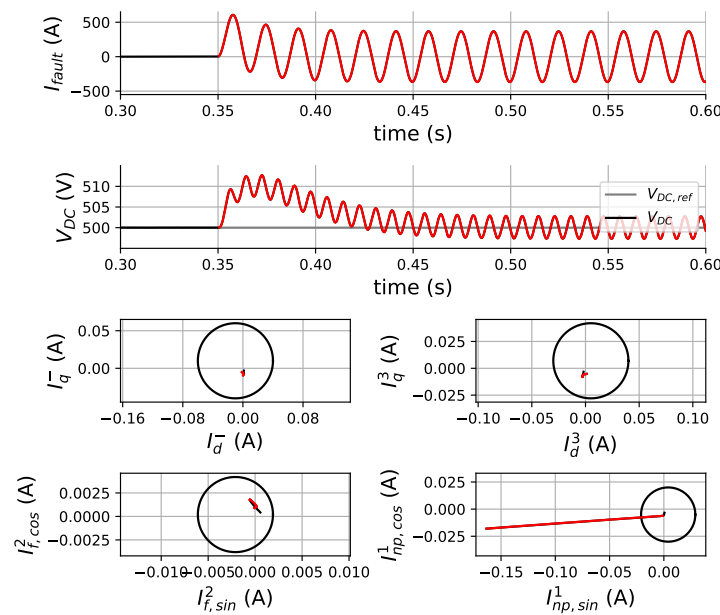 I_fault (A)
500
0
−500
0.30 0.35 0.40 0.45 0.50 0.55 0.60
time (s)
V_DC (V)
510
505
500
V_DC,ref
V_DC
0.30 0.35 0.40 0.45 0.50 0.55 0.60
time (s)
I_q^− (A)
0.05
0.00
−0.16 −0.08 0.00 0.08
I_d^− (A)
I_q^3 (A)
0.025
0.000
−0.025
−0.10 −0.05 0.00 0.05 0.10
I_d^3 (A)
I_f,cos^2 (A)
0.0025
0.0000
−0.0025
−0.010 −0.005 0.000 0.005 0.010
I_f,sin^2 (A)
I_np,cos^1 (A)
0.025
0.000
−0.025
−0.15 −0.10 −0.05 0.00
I_np,sin^1 (A)